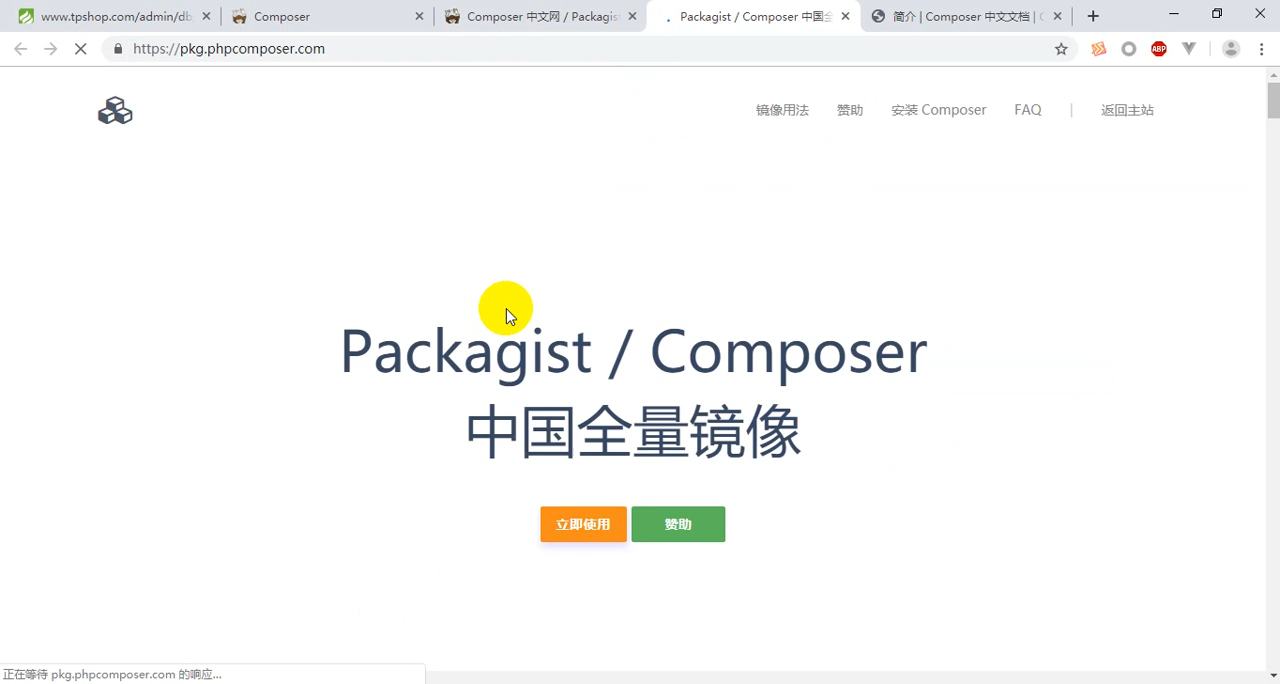 www.tpshop.com/admin/db
Composer
Composer 中文网 / Packagis
Packagist / Composer 中国全
简介 | Composer 中文文档 |
https://pkg.phpcomposer.com
ABP
镜像用法 赞助 安装 Composer FAQ | 返回主站
Packagist / Composer
中国全量镜像
立即使用 赞助
正在等待 pkg.phpcomposer.com 的响应...